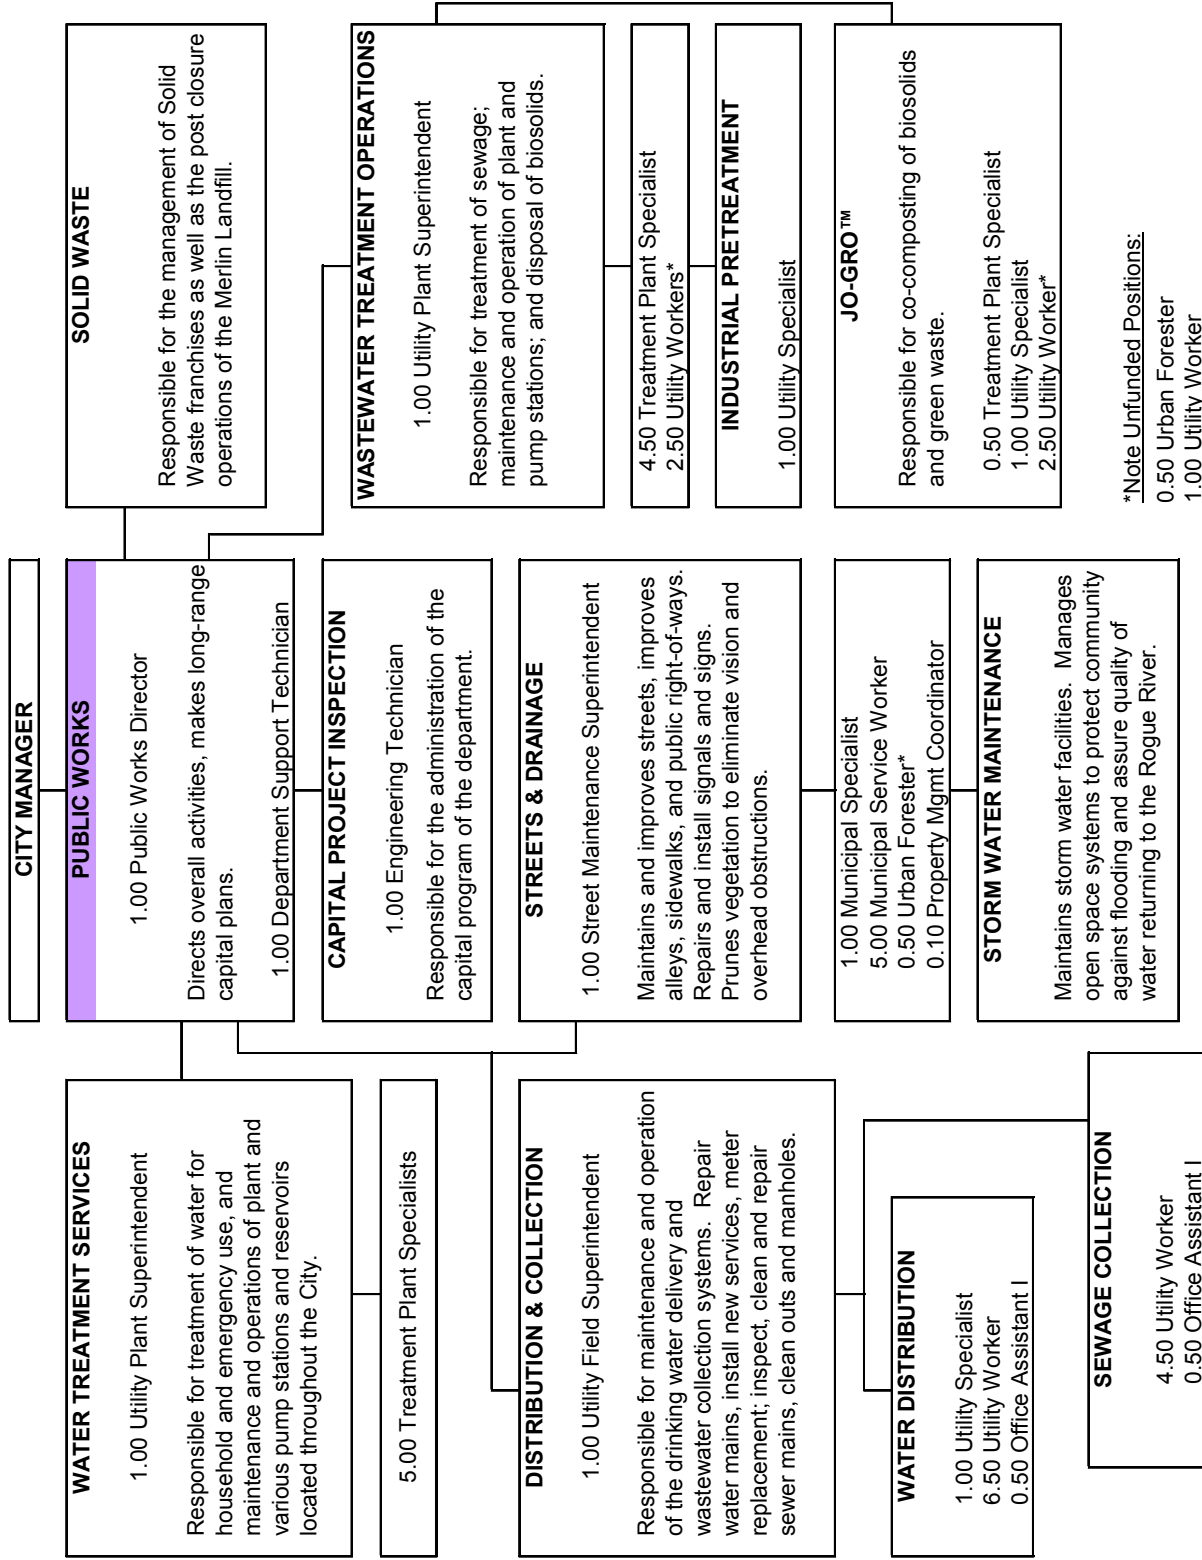 CITY MANAGER
PUBLIC WORKS
1.00 Public Works Director
Directs overall activities, makes long-range
capital plans.
1.00 Department Support Technician
WATER TREATMENT SERVICES
1.00 Utility Plant Superintendent
Responsible for treatment of water for
household and emergency use, and
maintenance and operations of plant and
various pump stations and reservoirs
located throughout the City.
5.00 Treatment Plant Specialists
DISTRIBUTION & COLLECTION
1.00 Utility Field Superintendent
Responsible for maintenance and operation
of the drinking water delivery and
wastewater collection systems.  Repair
water mains, install new services, meter
replacement; inspect, clean and repair
sewer mains, clean outs and manholes.
WATER DISTRIBUTION
1.00 Utility Specialist
6.50 Utility Worker
0.50 Office Assistant I
SEWAGE COLLECTION
4.50 Utility Worker
0.50 Office Assistant I
CAPITAL PROJECT INSPECTION
1.00 Engineering Technician
Responsible for the administration of the
capital program of the department.
STREETS & DRAINAGE
1.00 Street Maintenance Superintendent
Maintains and improves streets, improves
alleys, sidewalks, and public right-of-ways.
Repairs and install signals and signs.
Prunes vegetation to eliminate vision and
overhead obstructions.
1.00 Municipal Specialist
5.00 Municipal Service Worker
0.50 Urban Forester*
0.10 Property Mgmt Coordinator
STORM WATER MAINTENANCE
Maintains storm water facilities.  Manages
open space systems to protect community
against flooding and assure quality of
water returning to the Rogue River.
SOLID WASTE
Responsible for the management of Solid
Waste franchises as well as the post closure
operations of the Merlin Landfill.
WASTEWATER TREATMENT OPERATIONS
1.00 Utility Plant Superintendent
Responsible for treatment of sewage;
maintenance and operation of plant and
pump stations; and disposal of biosolids.
4.50 Treatment Plant Specialist
2.50 Utility Workers*
INDUSTRIAL PRETREATMENT
1.00 Utility Specialist
JO-GRO™
Responsible for co-composting of biosolids
and green waste.
0.50 Treatment Plant Specialist
1.00 Utility Specialist
2.50 Utility Worker*
*Note Unfunded Positions:
0.50 Urban Forester
1.00 Utility Worker